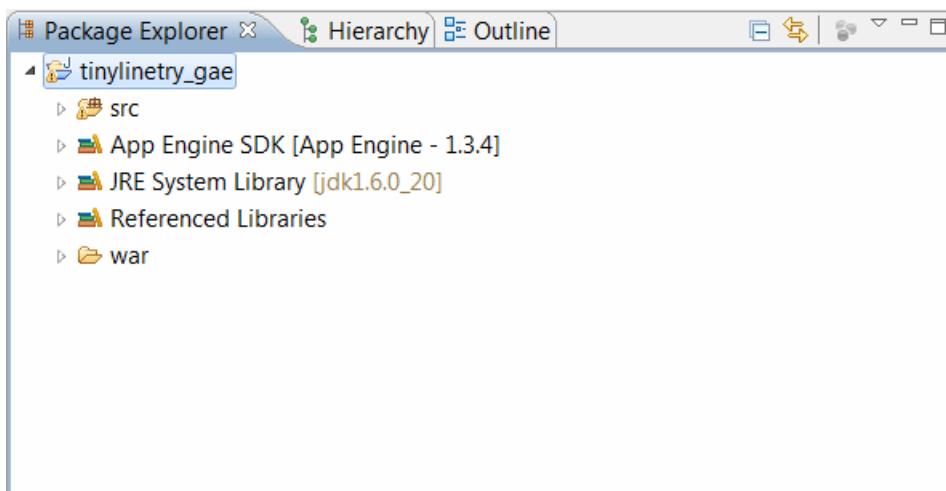 Package Explorer Hierarchy Outline
tinylinetry_gae
src
App Engine SDK [App Engine - 1.3.4]
JRE System Library [jdk1.6.0_20]
Referenced Libraries
war